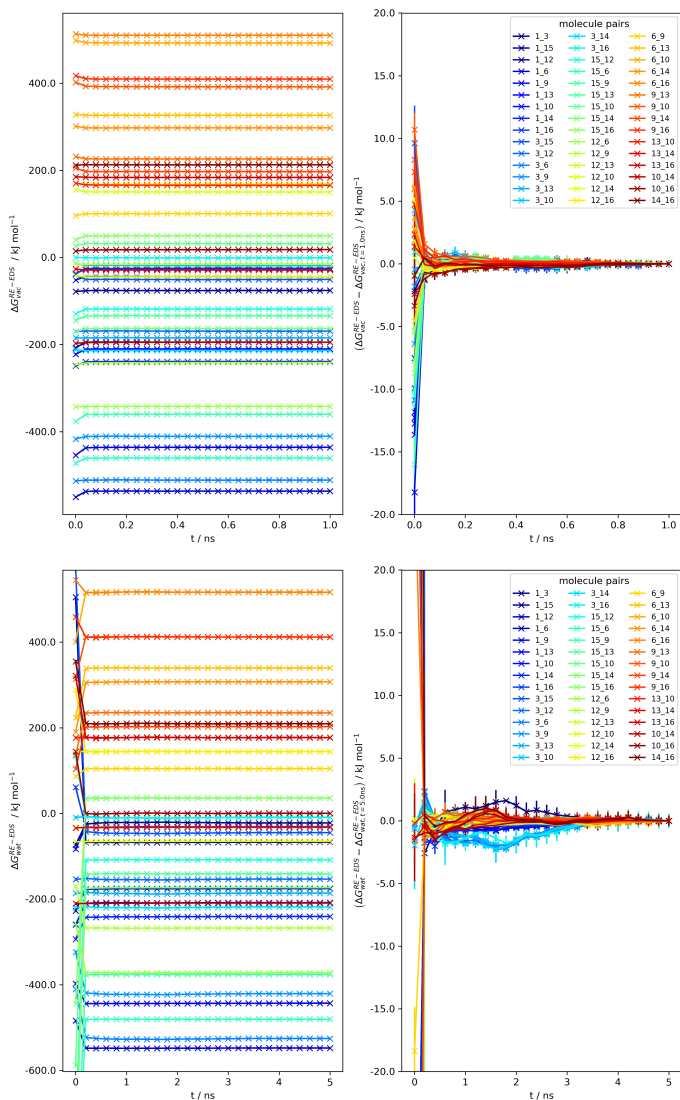 400.0
200.0
0.0
-200.0
-400.0
ΔG_vac^RE-EDS / kJ mol⁻¹
0.0 0.2 0.4 0.6 0.8 1.0
t / ns
20.0
15.0
10.0
5.0
0.0
-5.0
-10.0
-15.0
-20.0
(ΔG_vac^RE-EDS − ΔG_vac,t=1.0ns^RE-EDS) / kJ mol⁻¹
0.0 0.2 0.4 0.6 0.8 1.0
t / ns
molecule pairs
1_3 3_14 6_9
1_15 3_16 6_13
1_12 15_12 6_10
1_6 15_6 6_14
1_9 15_9 6_16
1_13 15_13 9_13
1_10 15_10 9_10
1_14 15_14 9_14
1_16 15_16 9_16
3_15 12_6 13_10
3_12 12_9 13_14
3_6 12_13 13_16
3_9 12_10 10_14
3_13 12_14 10_16
3_10 12_16 14_16
400.0
200.0
0.0
-200.0
-400.0
-600.0
ΔG_wat^RE-EDS / kJ mol⁻¹
0 1 2 3 4 5
t / ns
20.0
15.0
10.0
5.0
0.0
-5.0
-10.0
-15.0
-20.0
(ΔG_wat^RE-EDS − ΔG_wat,t=5.0ns^RE-EDS) / kJ mol⁻¹
0 1 2 3 4 5
t / ns
molecule pairs
1_3 3_14 6_9
1_15 3_16 6_13
1_12 15_12 6_10
1_6 15_6 6_14
1_9 15_9 6_16
1_13 15_13 9_13
1_10 15_10 9_10
1_14 15_14 9_14
1_16 15_16 9_16
3_15 12_6 13_10
3_12 12_9 13_14
3_6 12_13 13_16
3_9 12_10 10_14
3_13 12_14 10_16
3_10 12_16 14_16